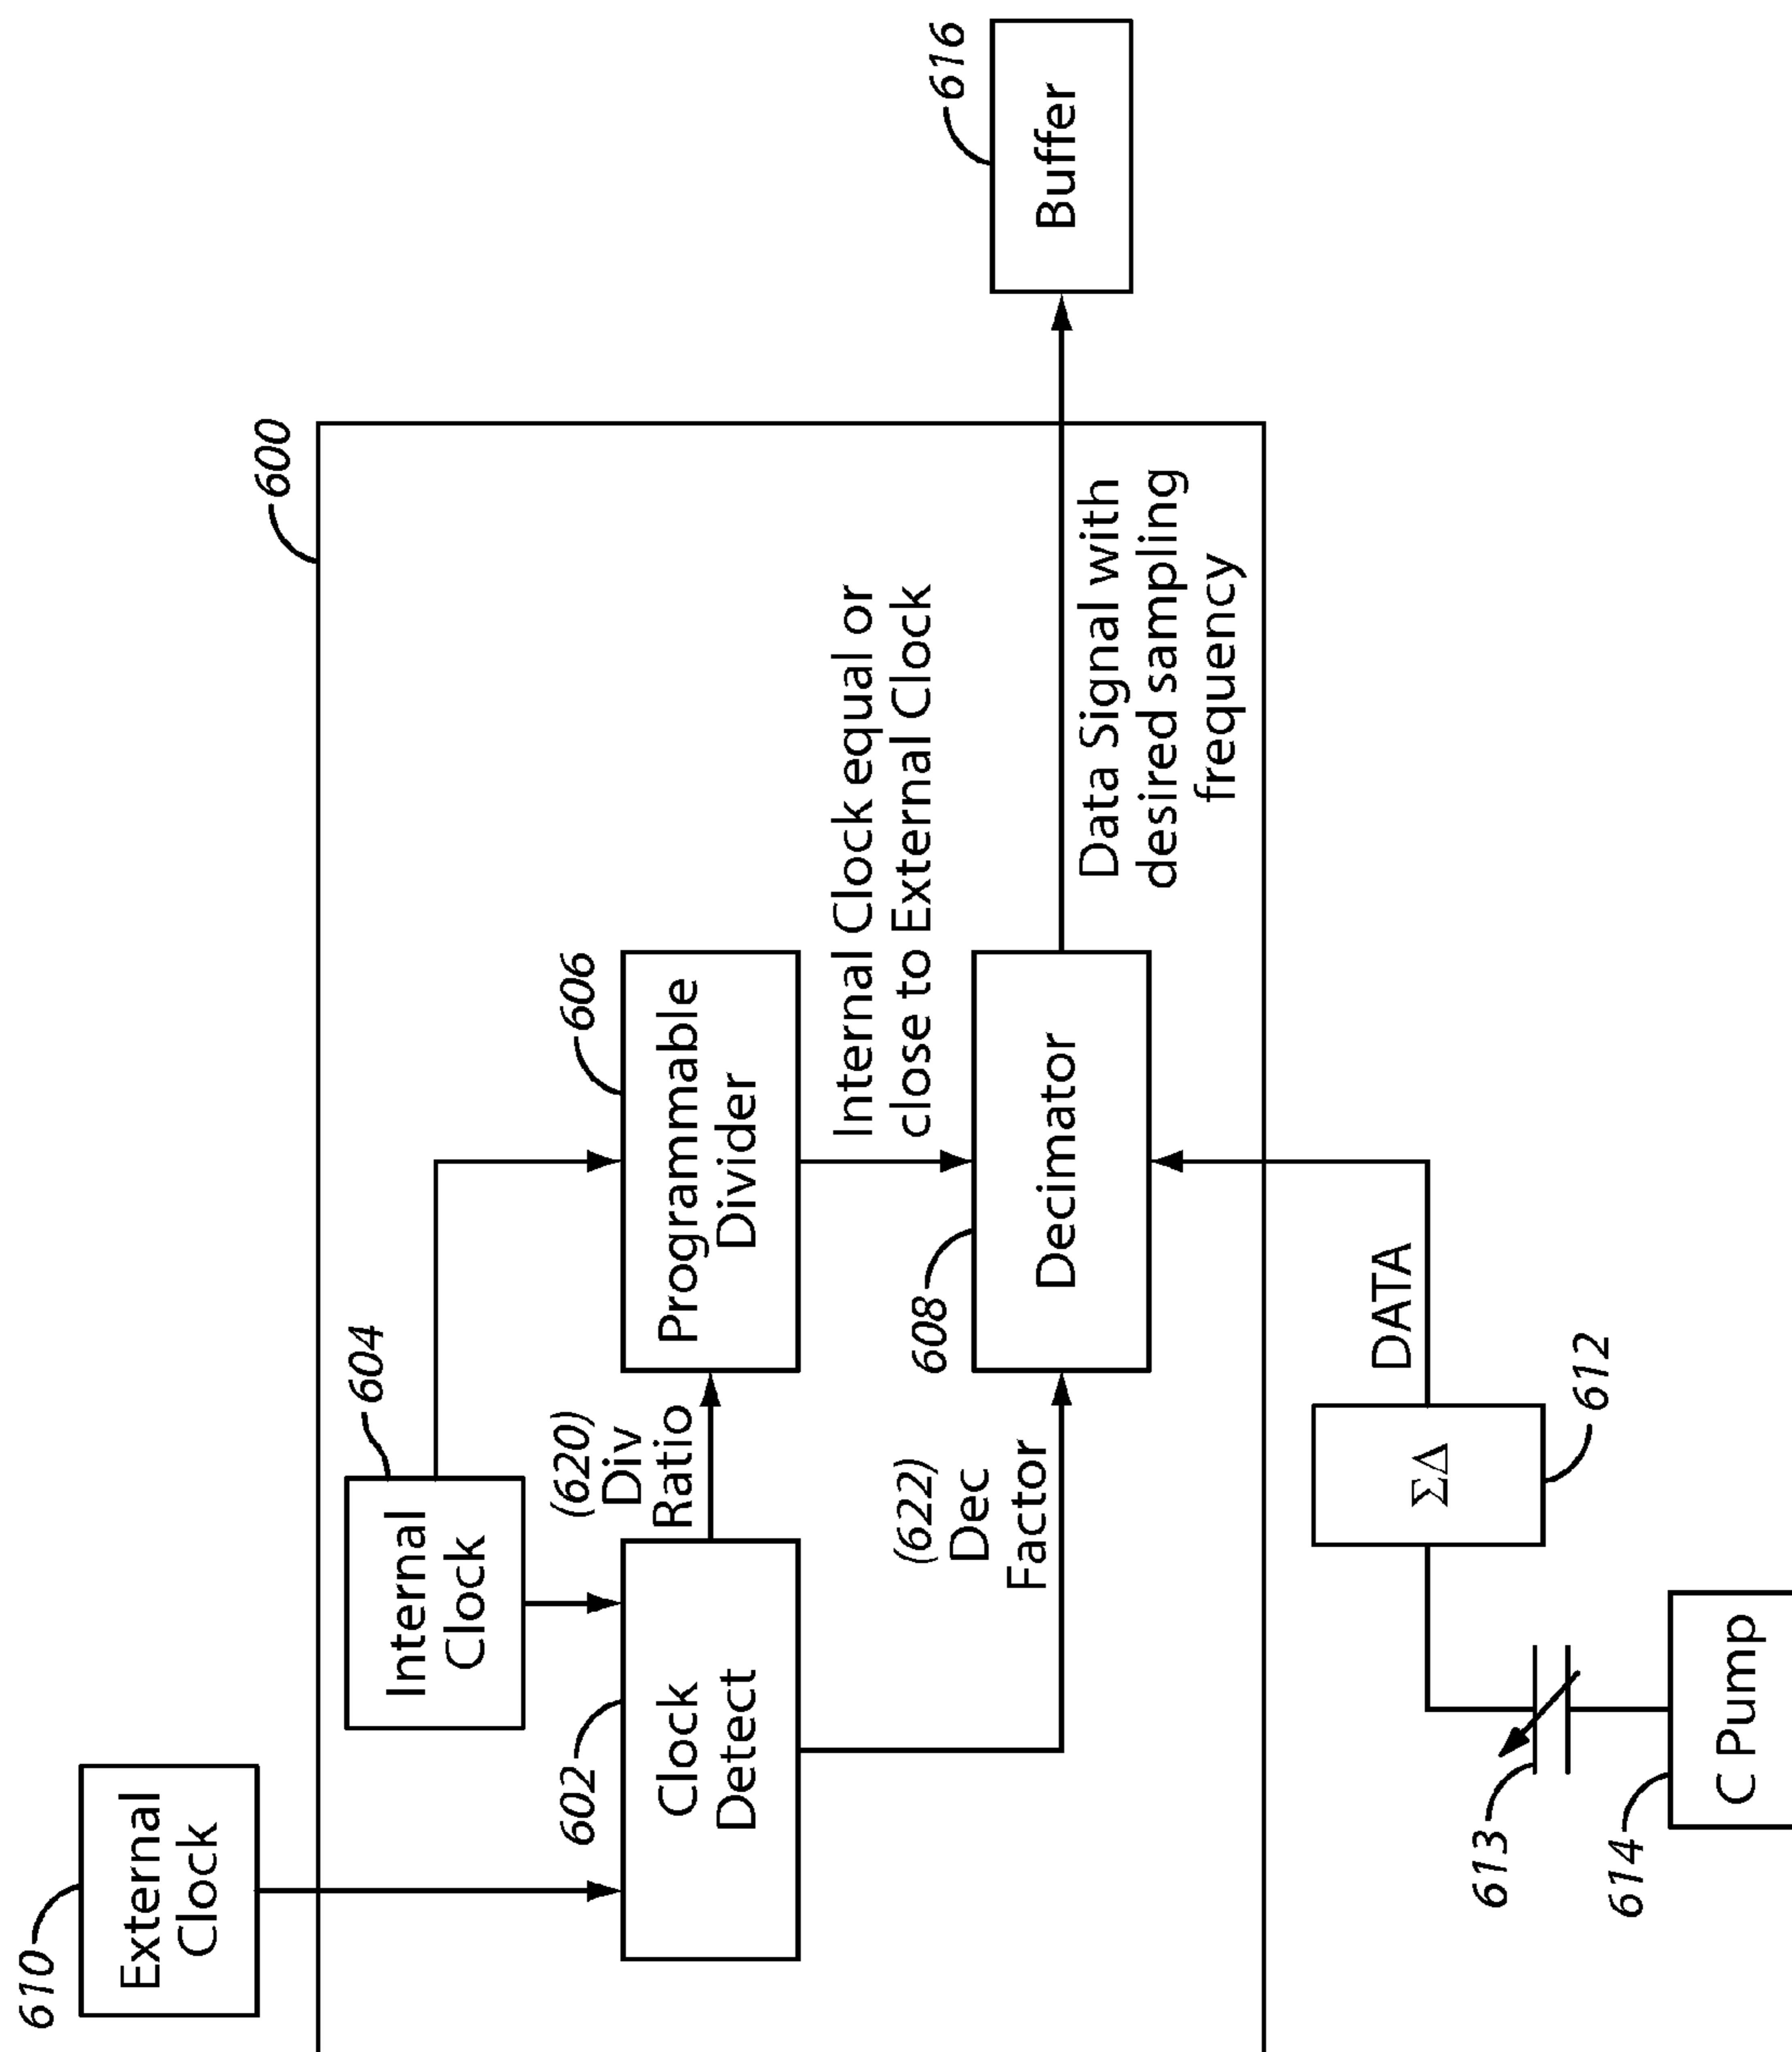 610
External
Clock
600
604
Internal
Clock
602
Clock
Detect
(620)
Div
Ratio
606
Programmable
Divider
Internal Clock equal or
close to External Clock
(622)
Dec
Factor
608
Decimator
Data Signal with
desired sampling
frequency
616
Buffer
DATA
ΣΔ
612
613
614
C Pump